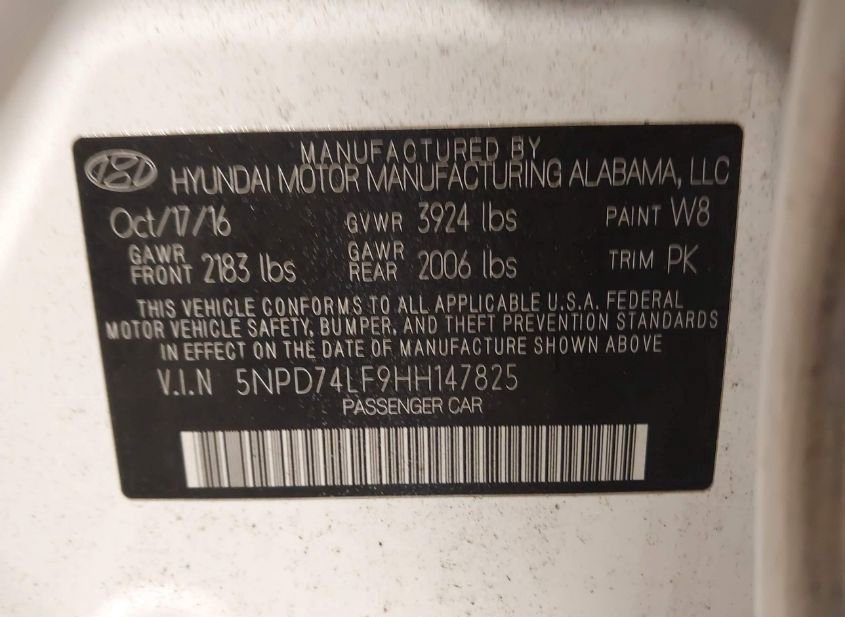 MANUFACTURED BY
HYUNDAI MOTOR MANUFACTURING ALABAMA, LLC
Oct/17/16 GVWR 3924 lbs PAINT W8
GAWR FRONT 2183 lbs GAWR REAR 2006 lbs TRIM PK
THIS VEHICLE CONFORMS TO ALL APPLICABLE U.S.A. FEDERAL
MOTOR VEHICLE SAFETY, BUMPER, AND THEFT PREVENTION STANDARDS
IN EFFECT ON THE DATE OF MANUFACTURE SHOWN ABOVE
V.I.N 5NPD74LF9HH147825
PASSENGER CAR